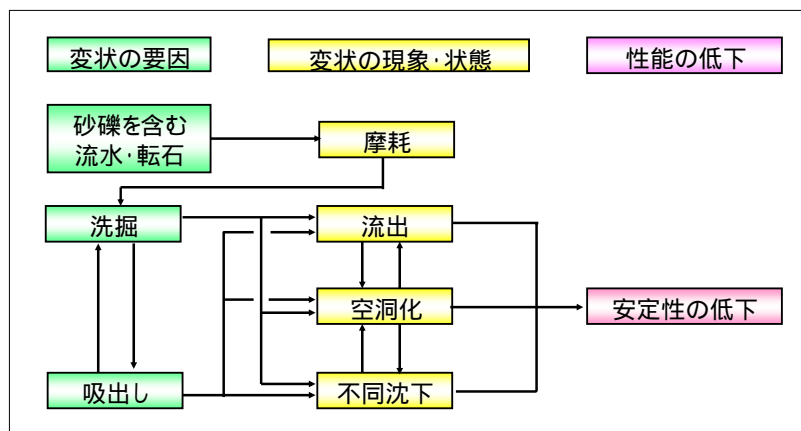 変状の要因
変状の現象・状態
性能の低下
砂礫を含む
流水・転石
摩耗
洗掘
流出
空洞化
安定性の低下
吸出し
不同沈下